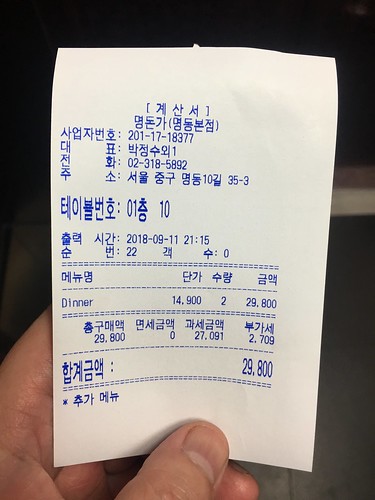 [ 계 산 서 ]
명돈가(명동본점)
사업자번호: 201-17-18377
대 표: 박정수외1
전 화: 02-318-5892
주 소: 서울 중구 명동10길 35-3
테이블번호: 01층 10
출력 시간: 2018-09-11 21:15
순 번: 22 객 수: 0
메뉴명 단가 수량 금액
Dinner 14,900 2 29,800
총구매액 면세금액 과세금액 부가세
29,800 0 27,091 2,709
합계금액 : 29,800
* 추가 메뉴